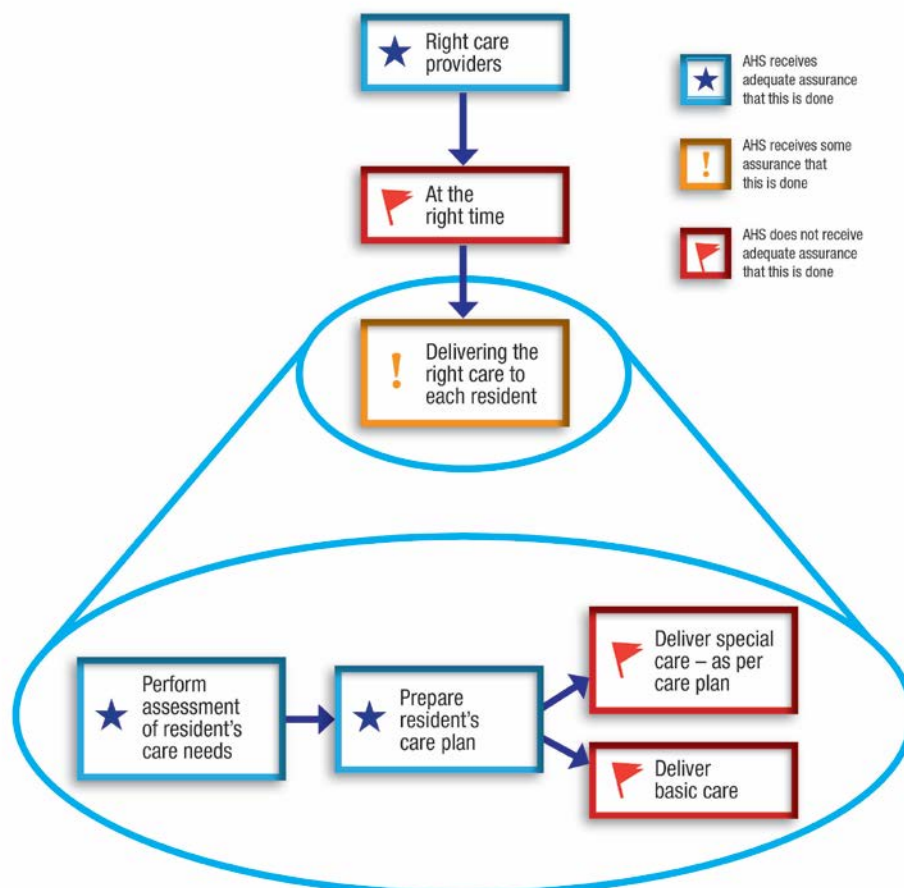 Right care
providers
AHS receives
adequate assurance
that this is done
At the
right time
!
AHS receives some
assurance that
this is done
AHS does not receive
adequate assurance
that this is done
!
Delivering the
right care to
each resident
Perform
assessment
of resident's
care needs
Prepare
resident's
care plan
Deliver special
care – as per
care plan
Deliver
basic care